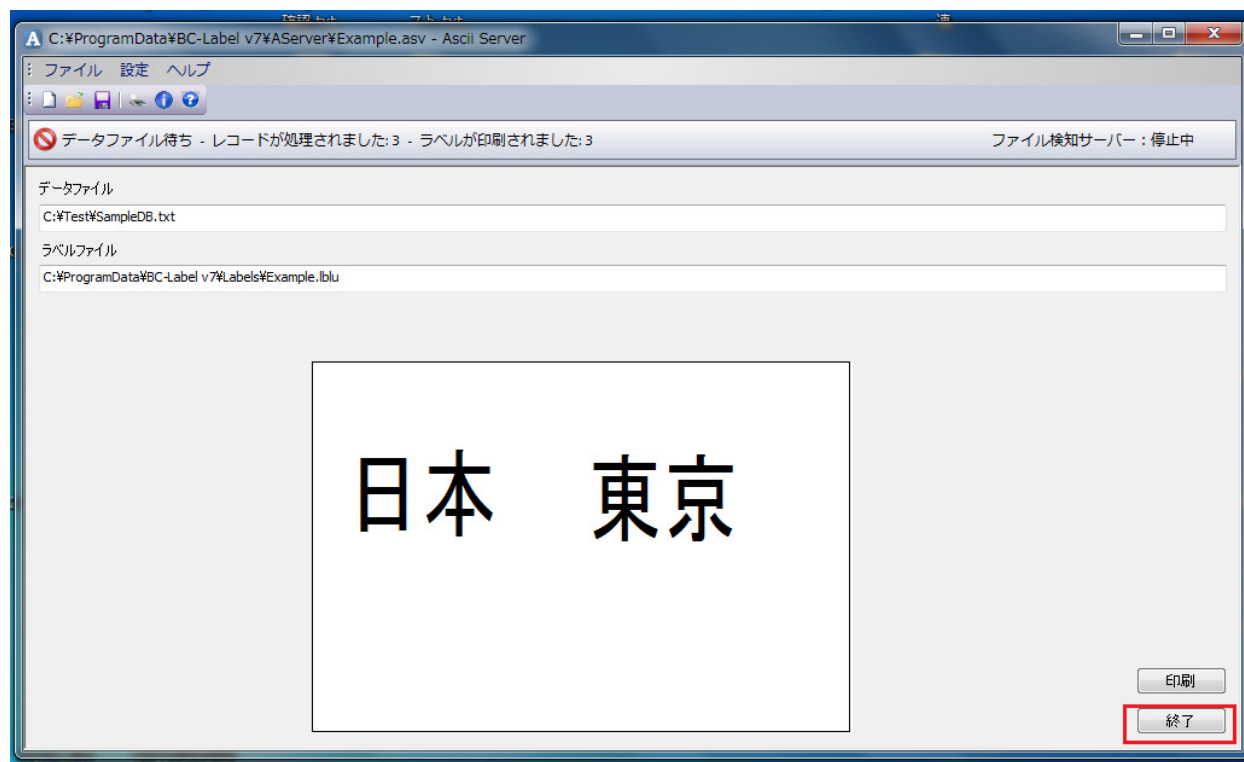 C:¥ProgramData¥BC-Label v7¥AServer¥Example.asv - Ascii Server
ファイル 設定 ヘルプ
データファイル待ち - レコードが処理されました: 3 - ラベルが印刷されました: 3 ファイル検知サーバー：停止中
データファイル
C:¥Test¥SampleDB.txt
ラベルファイル
C:¥ProgramData¥BC-Label v7¥Labels¥Example.lblu
日本 東京
印刷
終了